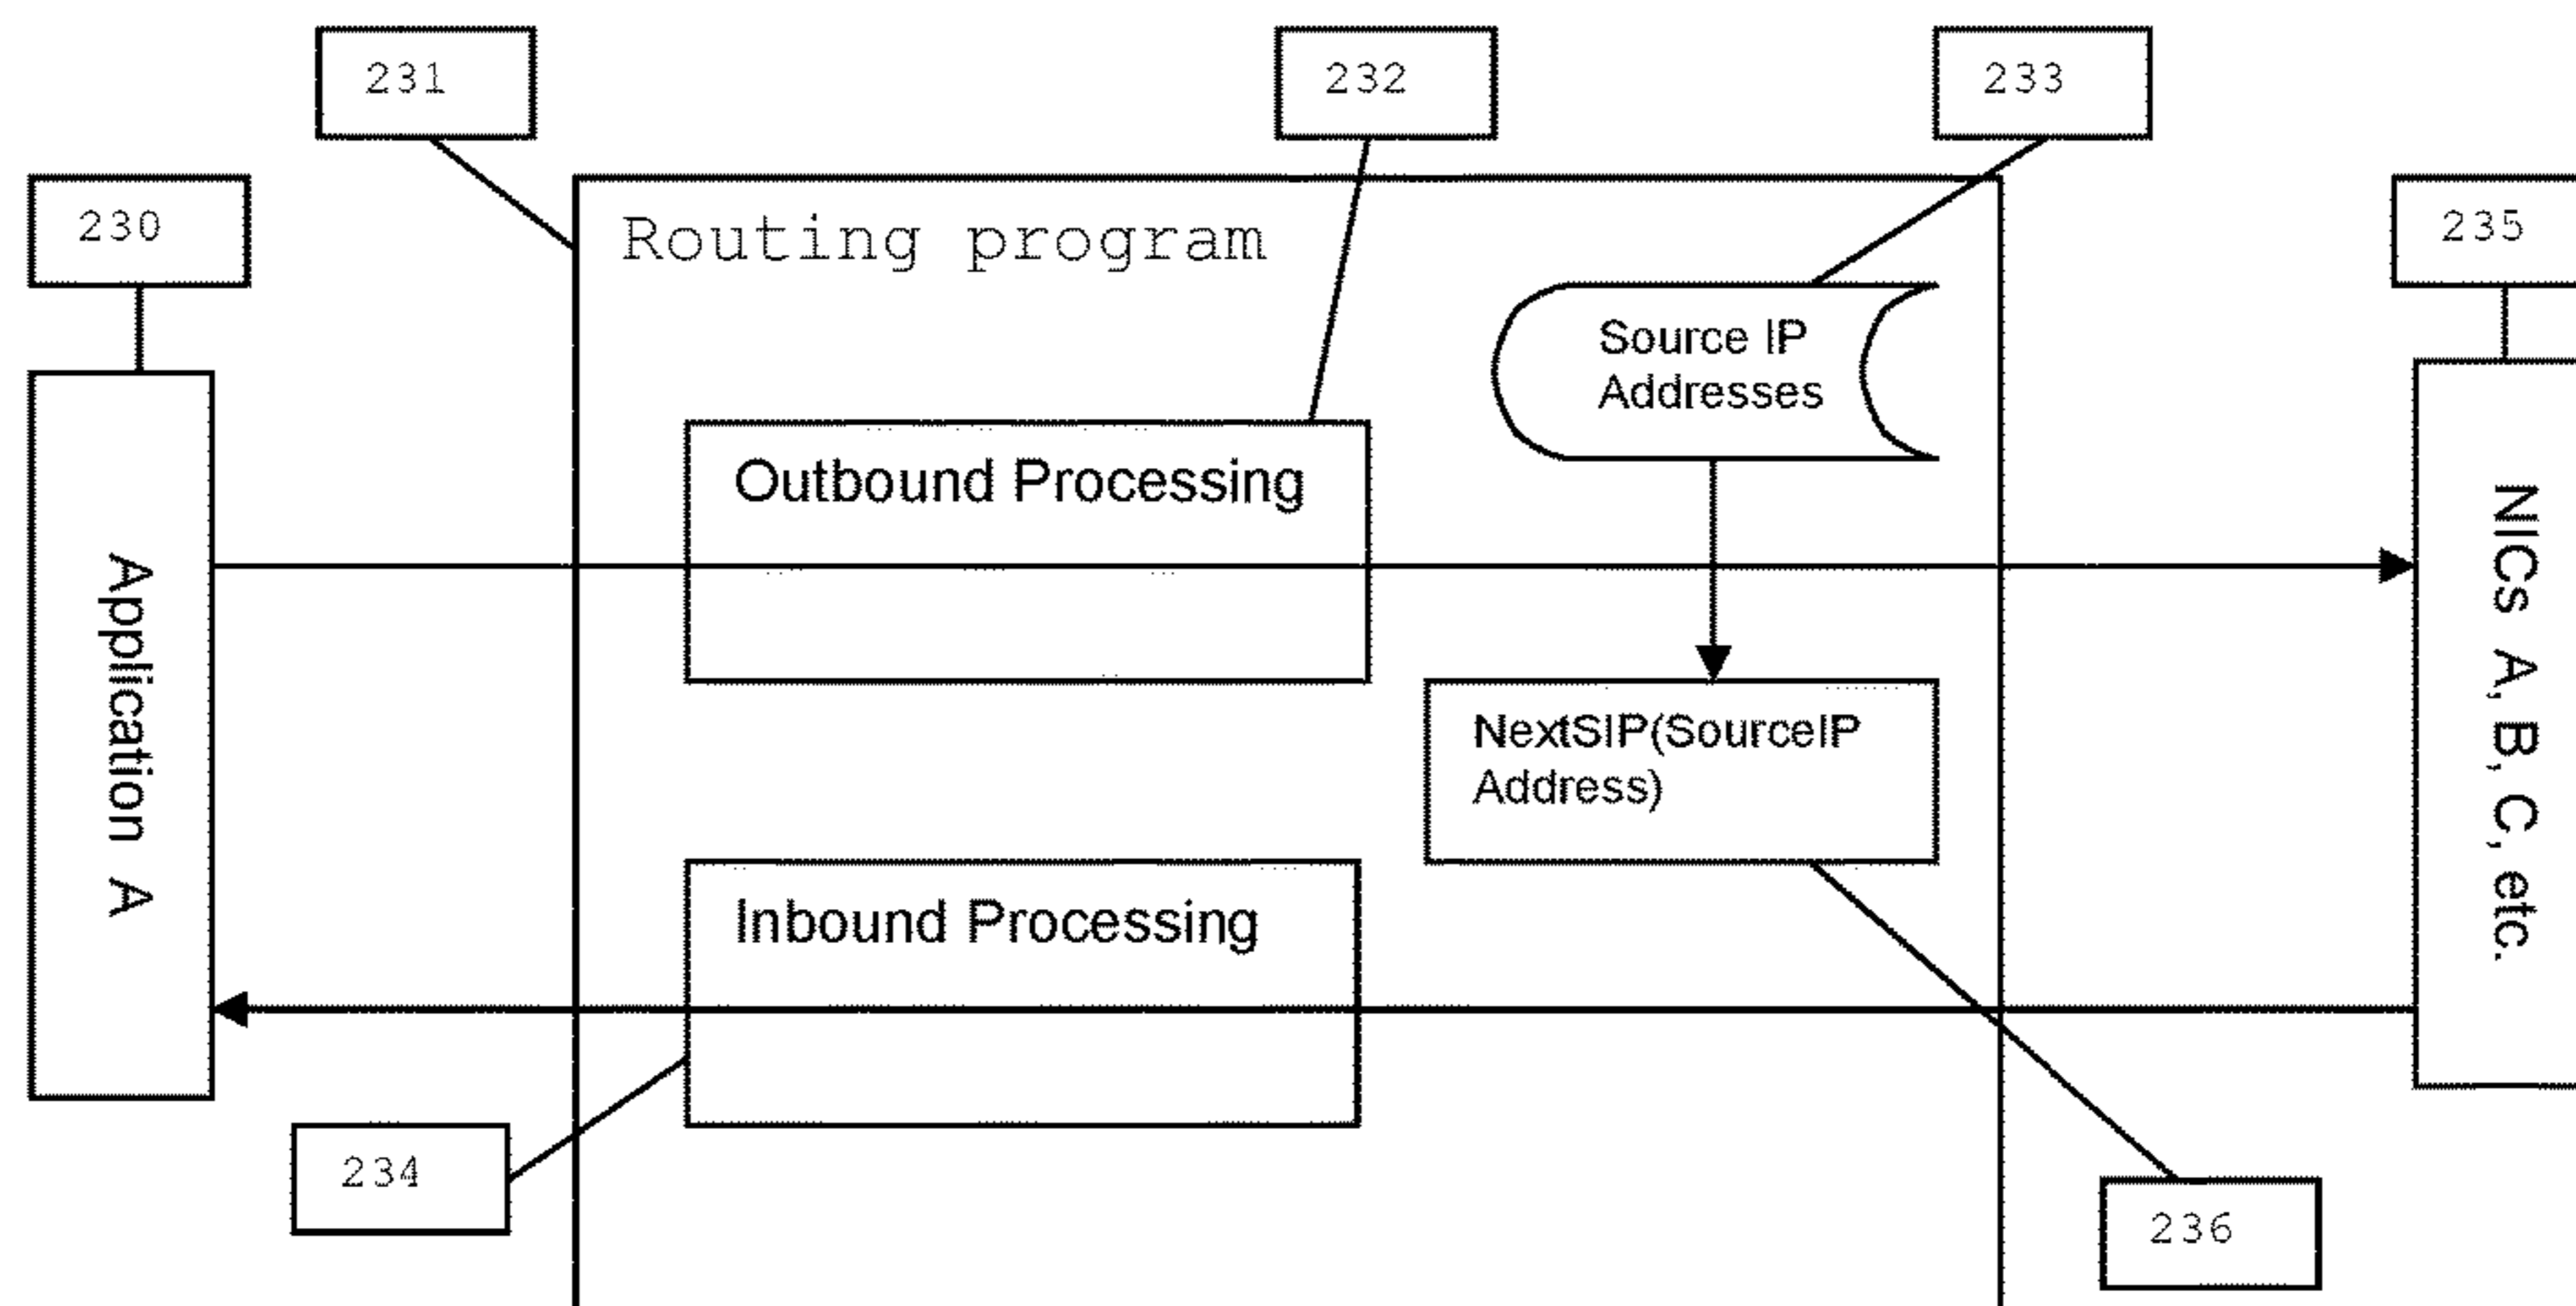 231
232
233
230
235
Routing program
Source IP
Addresses
Outbound Processing
Application A
NICs A, B, C, etc.
NextSIP(SourceIP
Address)
Inbound Processing
234
236